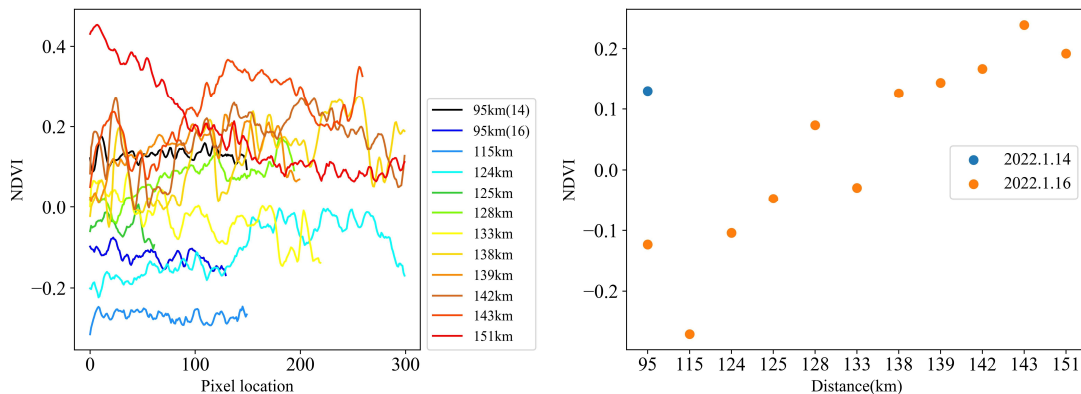 0.4
0.2
0.0
−0.2
NDVI
0
100
200
300
Pixel location
95km(14)
95km(16)
115km
124km
125km
128km
133km
138km
139km
142km
143km
151km
0.2
0.1
0.0
−0.1
−0.2
NDVI
2022.1.14
2022.1.16
95 115 124 125 128 133 138 139 142 143 151
Distance(km)